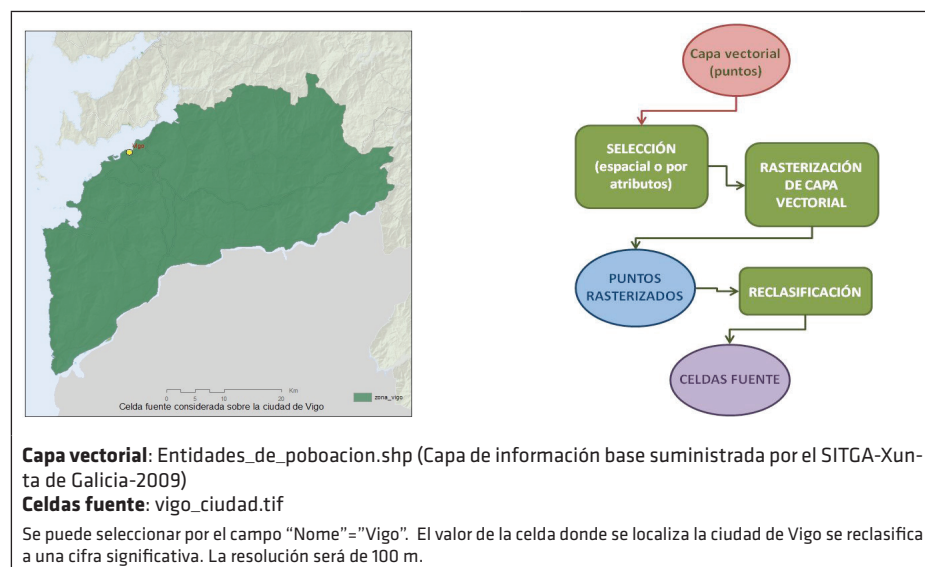 Vigo
Km
0 5 10 20
zona_vigo
Celda fuente considerada sobre la ciudad de Vigo
Capa vectorial
(puntos)
SELECCIÓN
(espacial o por
atributos)
RASTERIZACIÓN
DE CAPA
VECTORIAL
PUNTOS
RASTERIZADOS
RECLASIFICACIÓN
CELDAS FUENTE
Capa vectorial: Entidades_de_poboacion.shp (Capa de información base suministrada por el SITGA-Xun-
ta de Galicia-2009)
Celdas fuente: vigo_ciudad.tif
Se puede seleccionar por el campo “Nome”=”Vigo”. El valor de la celda donde se localiza la ciudad de Vigo se reclasifica
a una cifra significativa. La resolución será de 100 m.